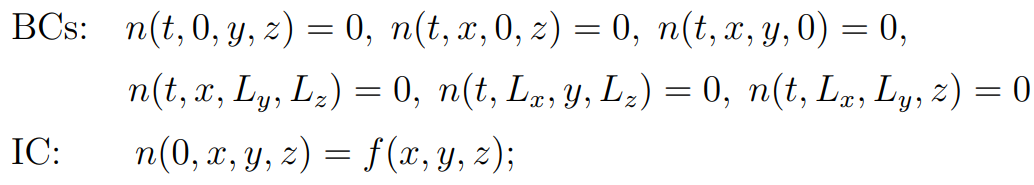 BCs: n(t, 0, y, z) = 0, n(t, x, 0, z) = 0, n(t, x, y, 0) = 0,
n(t, x, L_y, L_z) = 0, n(t, L_x, y, L_z) = 0, n(t, L_x, L_y, z) = 0
IC: n(0, x, y, z) = f(x, y, z);